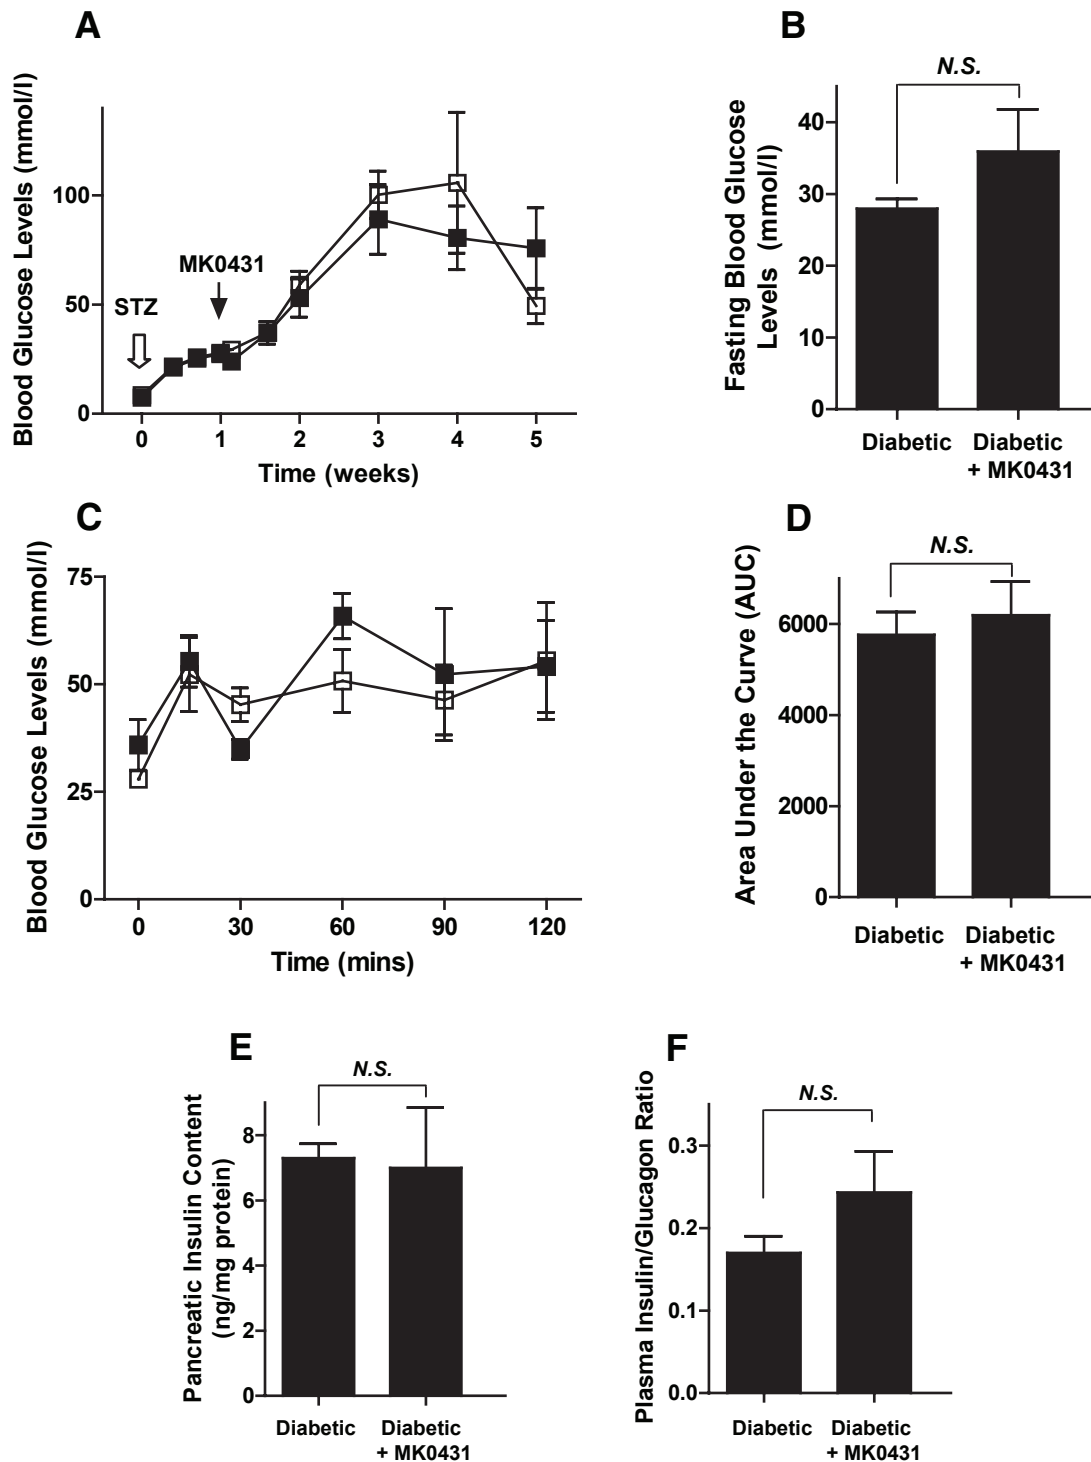 A
Blood Glucose Levels (mmol/l)
100
50
0
STZ
MK0431
0 1 2 3 4 5
Time (weeks)
B
Fasting Blood Glucose
Levels (mmol/l)
N.S.
40
30
20
10
0
Diabetic Diabetic
+ MK0431
C
Blood Glucose Levels (mmol/l)
75
50
25
0
0 30 60 90 120
Time (mins)
D
Area Under the Curve (AUC)
N.S.
6000
4000
2000
0
Diabetic Diabetic
+ MK0431
E
Pancreatic Insulin Content
(ng/mg protein)
N.S.
8
6
4
2
0
Diabetic Diabetic
+ MK0431
F
Plasma Insulin/Glucagon Ratio
N.S.
0.3
0.2
0.1
0.0
Diabetic Diabetic
+ MK0431